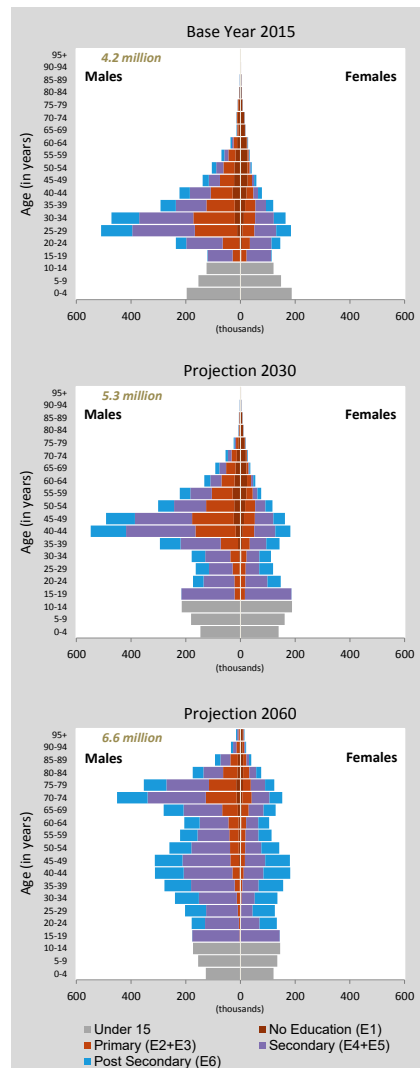 Base Year 2015
4.2 million
Males
Females
Age (in years)
95+
90-94
85-89
80-84
75-79
70-74
65-69
60-64
55-59
50-54
45-49
40-44
35-39
30-34
25-29
20-24
15-19
10-14
5-9
0-4
600 400 200 0 200 400 600
(thousands)
Projection 2030
5.3 million
Males
Females
Age (in years)
95+
90-94
85-89
80-84
75-79
70-74
65-69
60-64
55-59
50-54
45-49
40-44
35-39
30-34
25-29
20-24
15-19
10-14
5-9
0-4
600 400 200 0 200 400 600
(thousands)
Projection 2060
6.6 million
Males
Females
Age (in years)
95+
90-94
85-89
80-84
75-79
70-74
65-69
60-64
55-59
50-54
45-49
40-44
35-39
30-34
25-29
20-24
15-19
10-14
5-9
0-4
600 400 200 0 200 400 600
Under 15
No Education (E1)
Primary (E2+E3)
Secondary (E4+E5)
Post Secondary (E6)